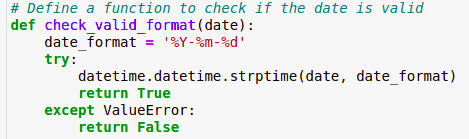 # Define a function to check if the date is valid
def check_valid_format(date):
    date_format = '%Y-%m-%d'
    try:
        datetime.datetime.strptime(date, date_format)
        return True
    except ValueError:
        return False